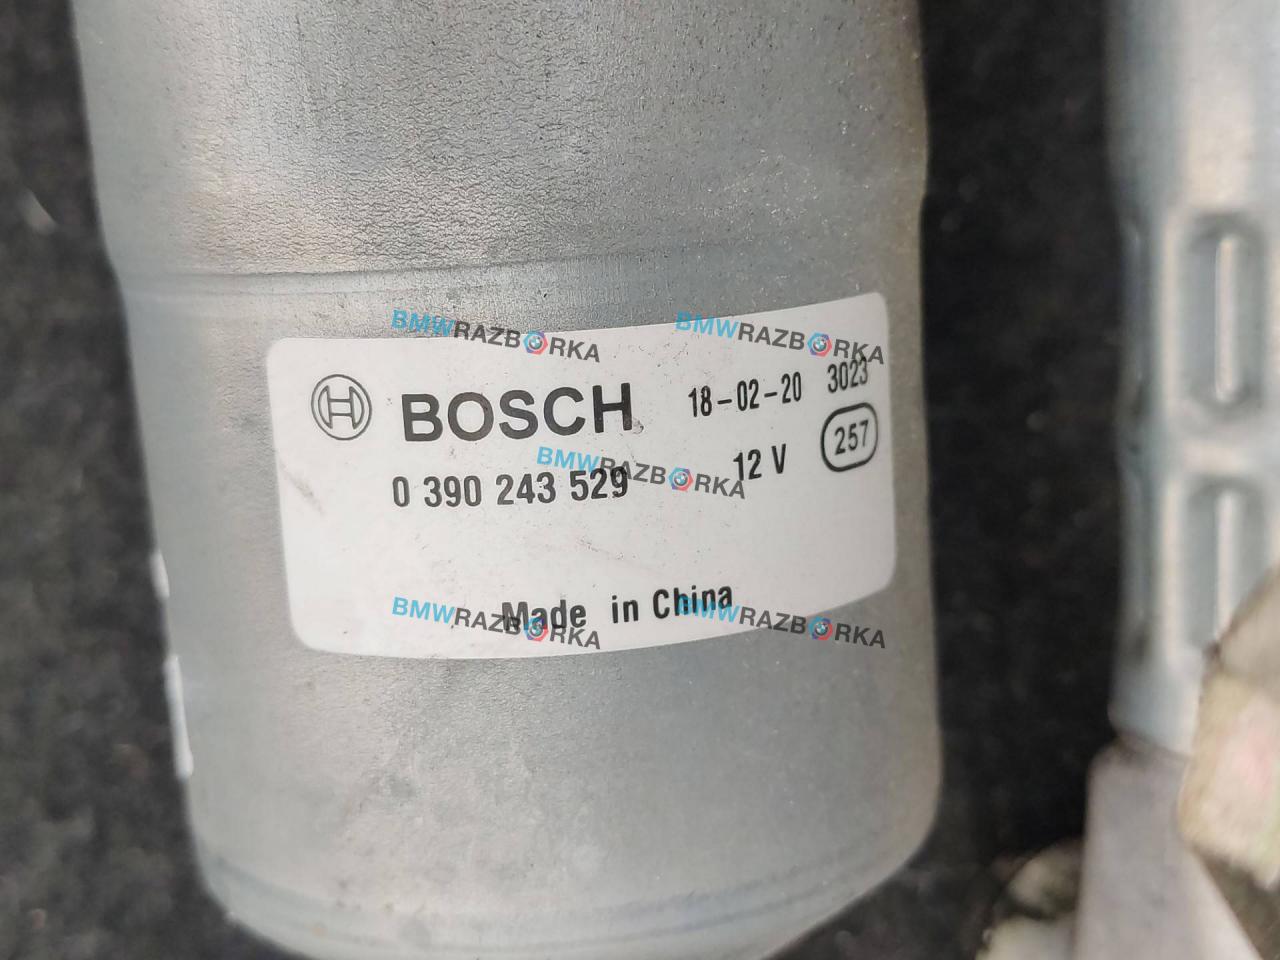 BMWRAZBORKA BMWRAZBORKA
BOSCH 18-02-20 3023
BMWRAZBORKA
0 390 243 529 12 V 257
Made in China
BMWRAZBORKA BMWRAZBORKA